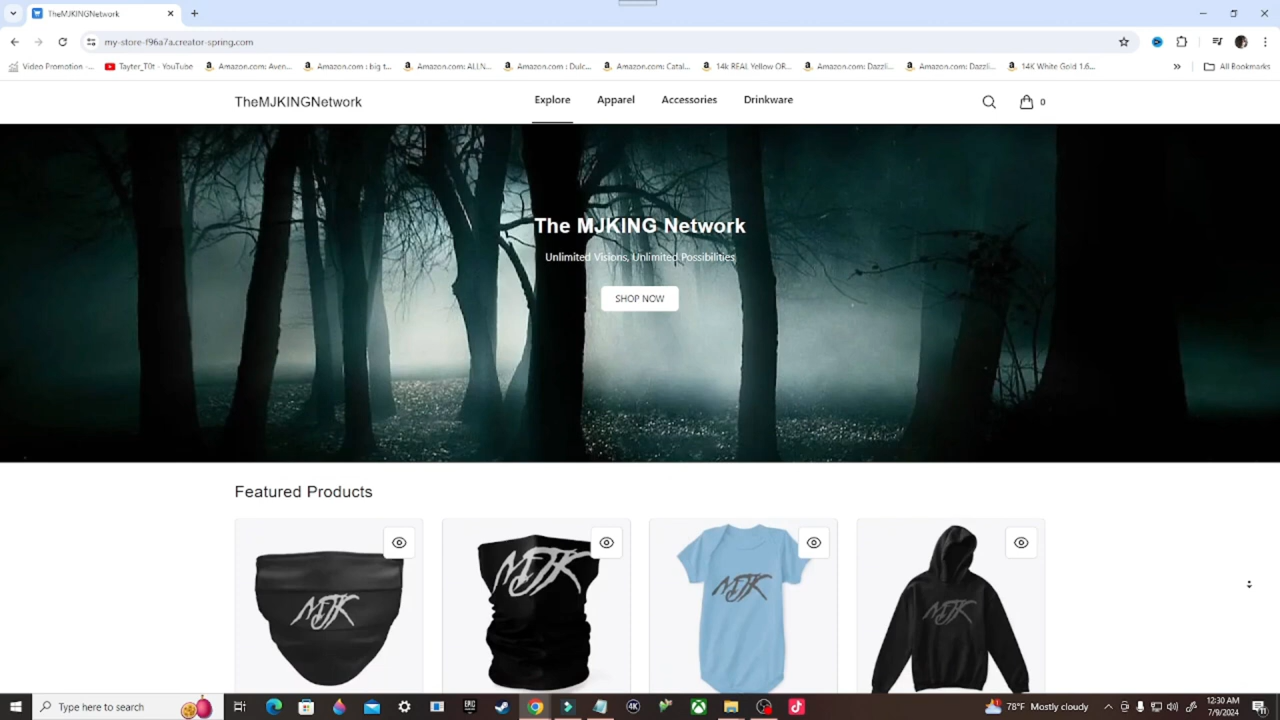 TheMJKINGNetwork
my-store-f96a7a.creator-spring.com
Video Promotion -...
Tayter_T0t - YouTube
Amazon.com: Aven...
Amazon.com : big t...
Amazon.com: ALLN...
Amazon.com : Dulc...
Amazon.com: Catal...
14k REAL Yellow OR...
Amazon.com: Dazzli...
Amazon.com: Dazzli...
14K White Gold 1.6...
All Bookmarks
TheMJKINGNetwork
Explore
Apparel
Accessories
Drinkware
0
The MJKING Network
Unlimited Visions, Unlimited Possibilities
SHOP NOW
Featured Products
MJK
MJK
MJK
MJK
Type here to search
EPIC
4K
78°F Mostly cloudy
12:30 AM
7/9/2024